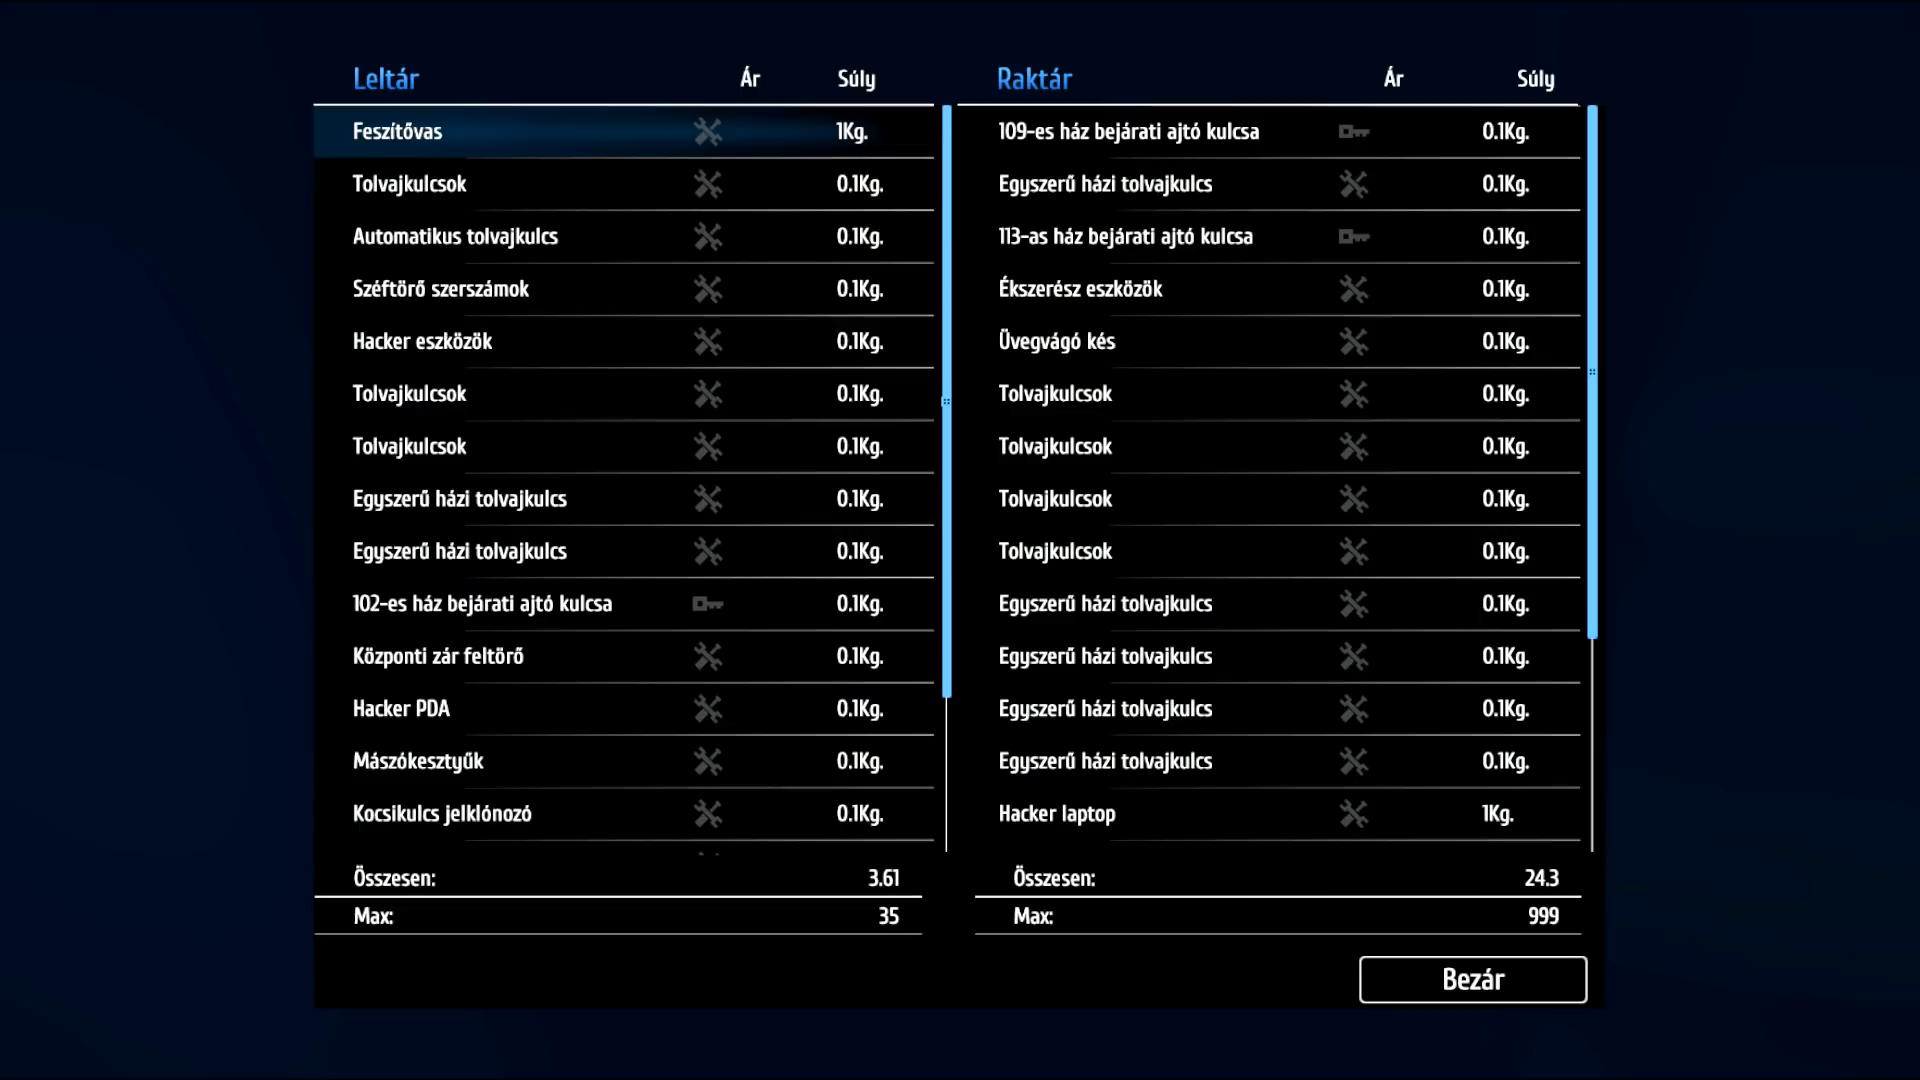 Leltár Ár Súly
Feszítővas 1Kg.
Tolvajkulcsok 0.1Kg.
Automatikus tolvajkulcs 0.1Kg.
Széftörő szerszámok 0.1Kg.
Hacker eszközök 0.1Kg.
Tolvajkulcsok 0.1Kg.
Tolvajkulcsok 0.1Kg.
Egyszerű házi tolvajkulcs 0.1Kg.
Egyszerű házi tolvajkulcs 0.1Kg.
102-es ház bejárati ajtó kulcsa 0.1Kg.
Központi zár feltörő 0.1Kg.
Hacker PDA 0.1Kg.
Mászókesztyűk 0.1Kg.
Kocsikulcs jelklónozó 0.1Kg.
Összesen: 3.61
Max: 35
Raktár Ár Súly
109-es ház bejárati ajtó kulcsa 0.1Kg.
Egyszerű házi tolvajkulcs 0.1Kg.
113-as ház bejárati ajtó kulcsa 0.1Kg.
Ékszerész eszközök 0.1Kg.
Üvegvágó kés 0.1Kg.
Tolvajkulcsok 0.1Kg.
Tolvajkulcsok 0.1Kg.
Tolvajkulcsok 0.1Kg.
Tolvajkulcsok 0.1Kg.
Egyszerű házi tolvajkulcs 0.1Kg.
Egyszerű házi tolvajkulcs 0.1Kg.
Egyszerű házi tolvajkulcs 0.1Kg.
Egyszerű házi tolvajkulcs 0.1Kg.
Hacker laptop 1Kg.
Összesen: 24.3
Max: 999
Bezár